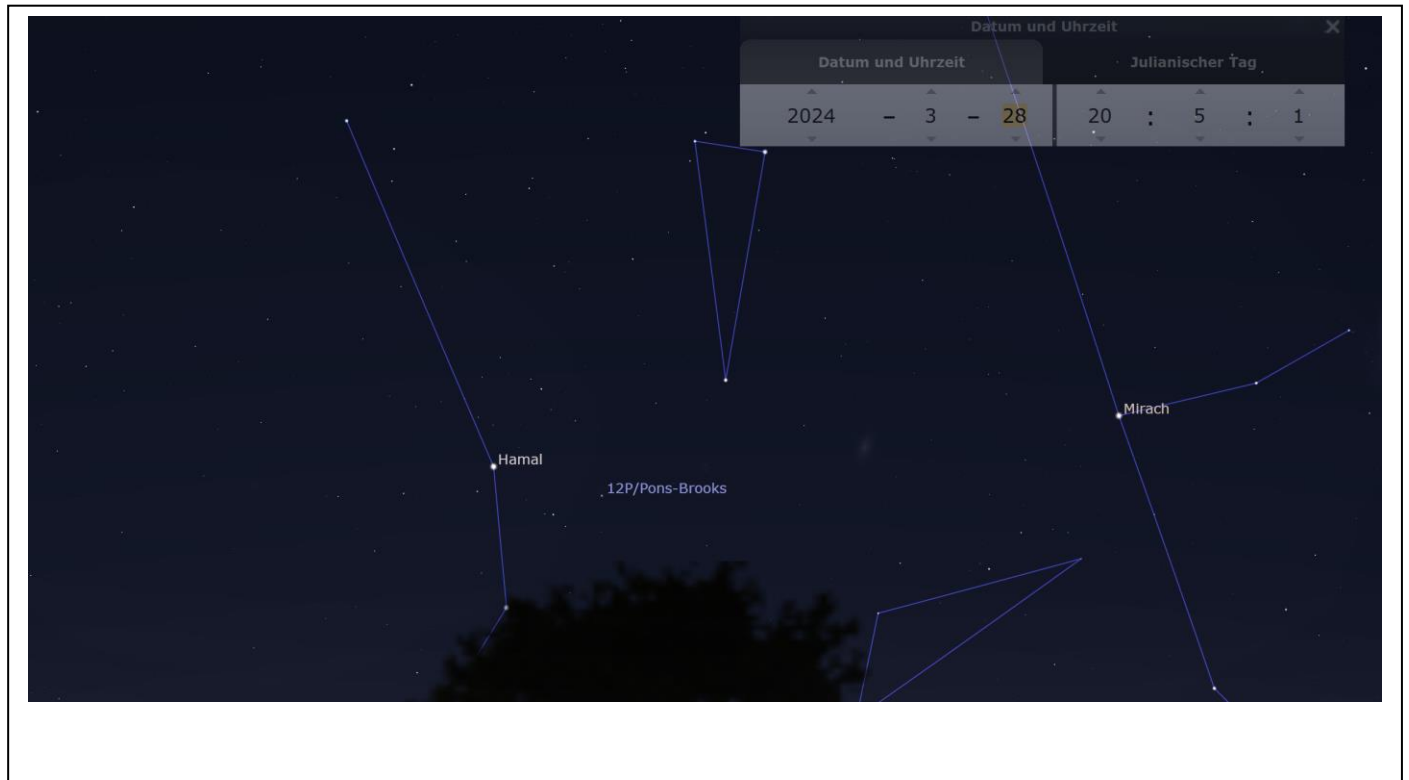 Datum und Uhrzeit
Datum und Uhrzeit Julianischer Tag
2024 – 3 – 28 20 : 5 : 1
Mirach
Hamal
12P/Pons-Brooks